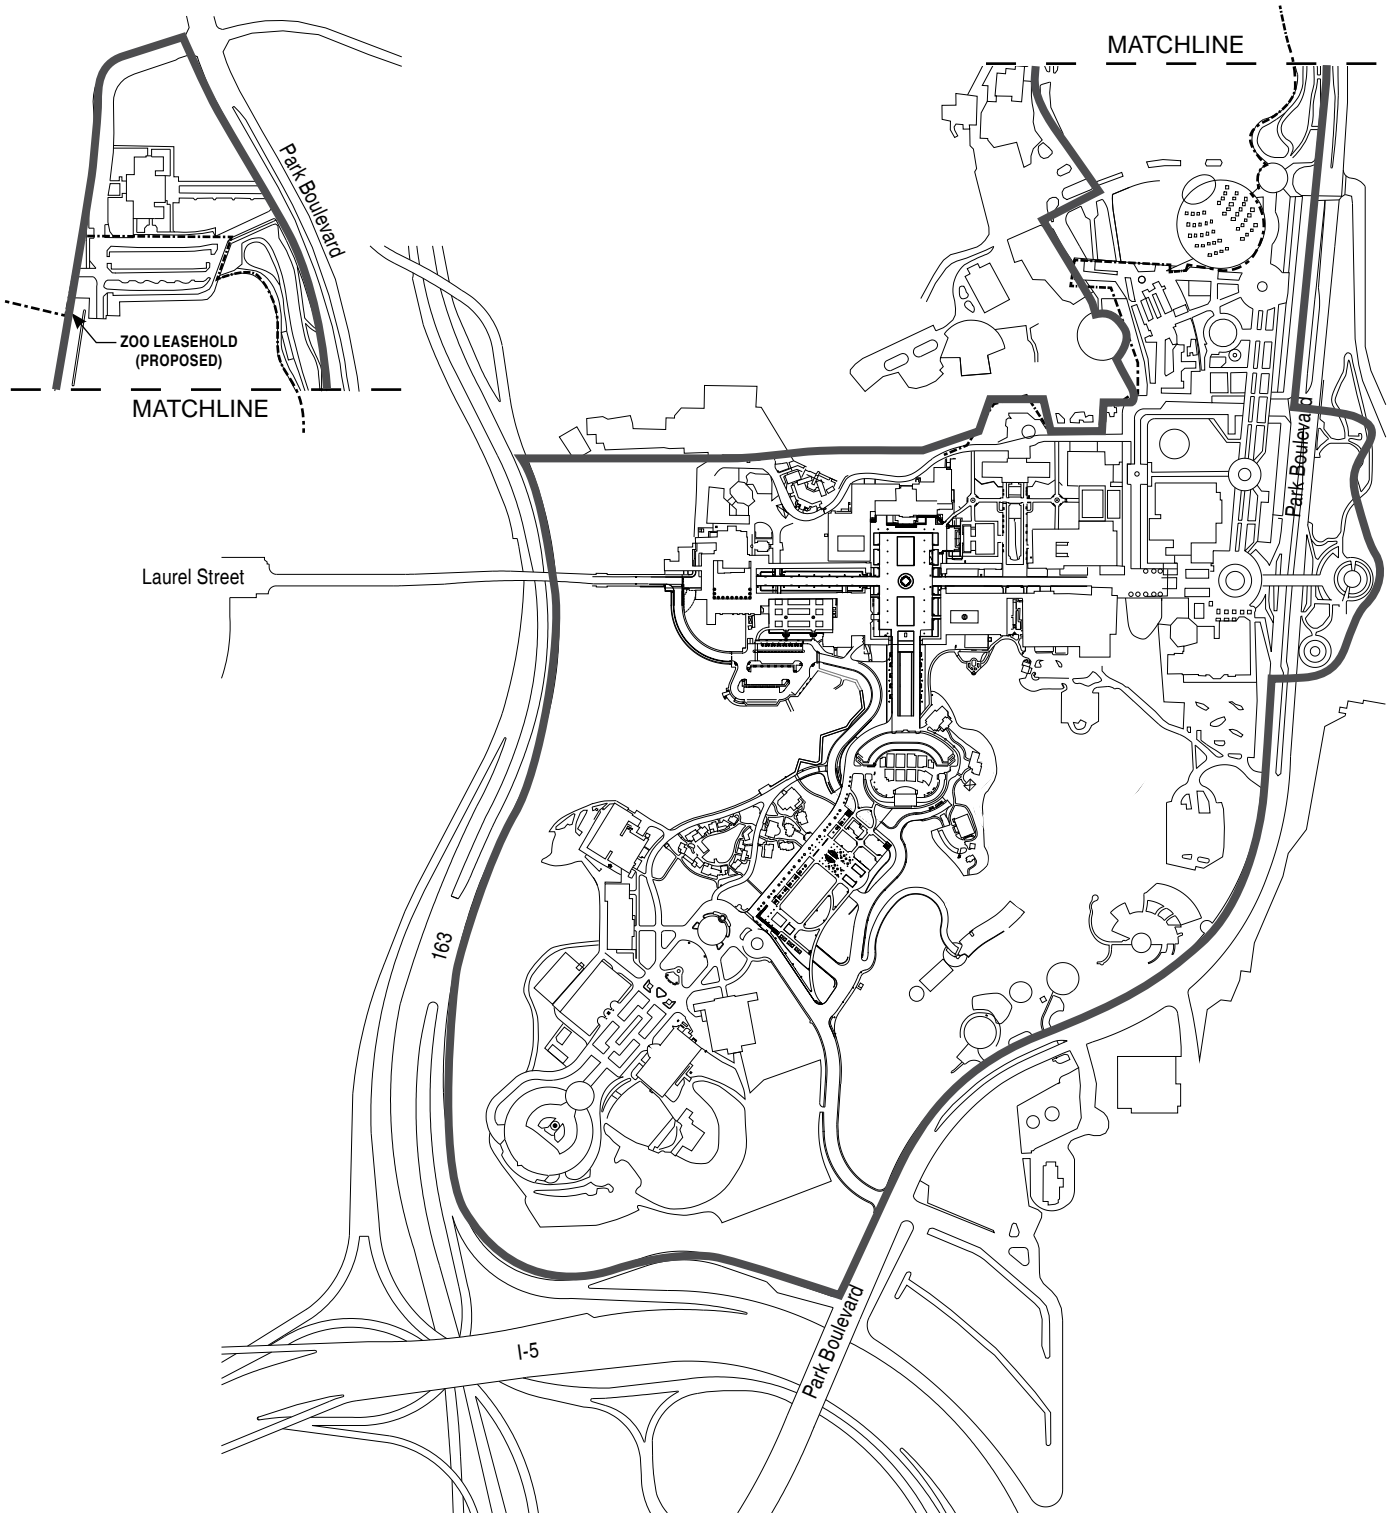 MATCHLINE
Park Boulevard
ZOO LEASEHOLD
(PROPOSED)
MATCHLINE
Park Boulevard
Laurel Street
163
I-5
Park Boulevard